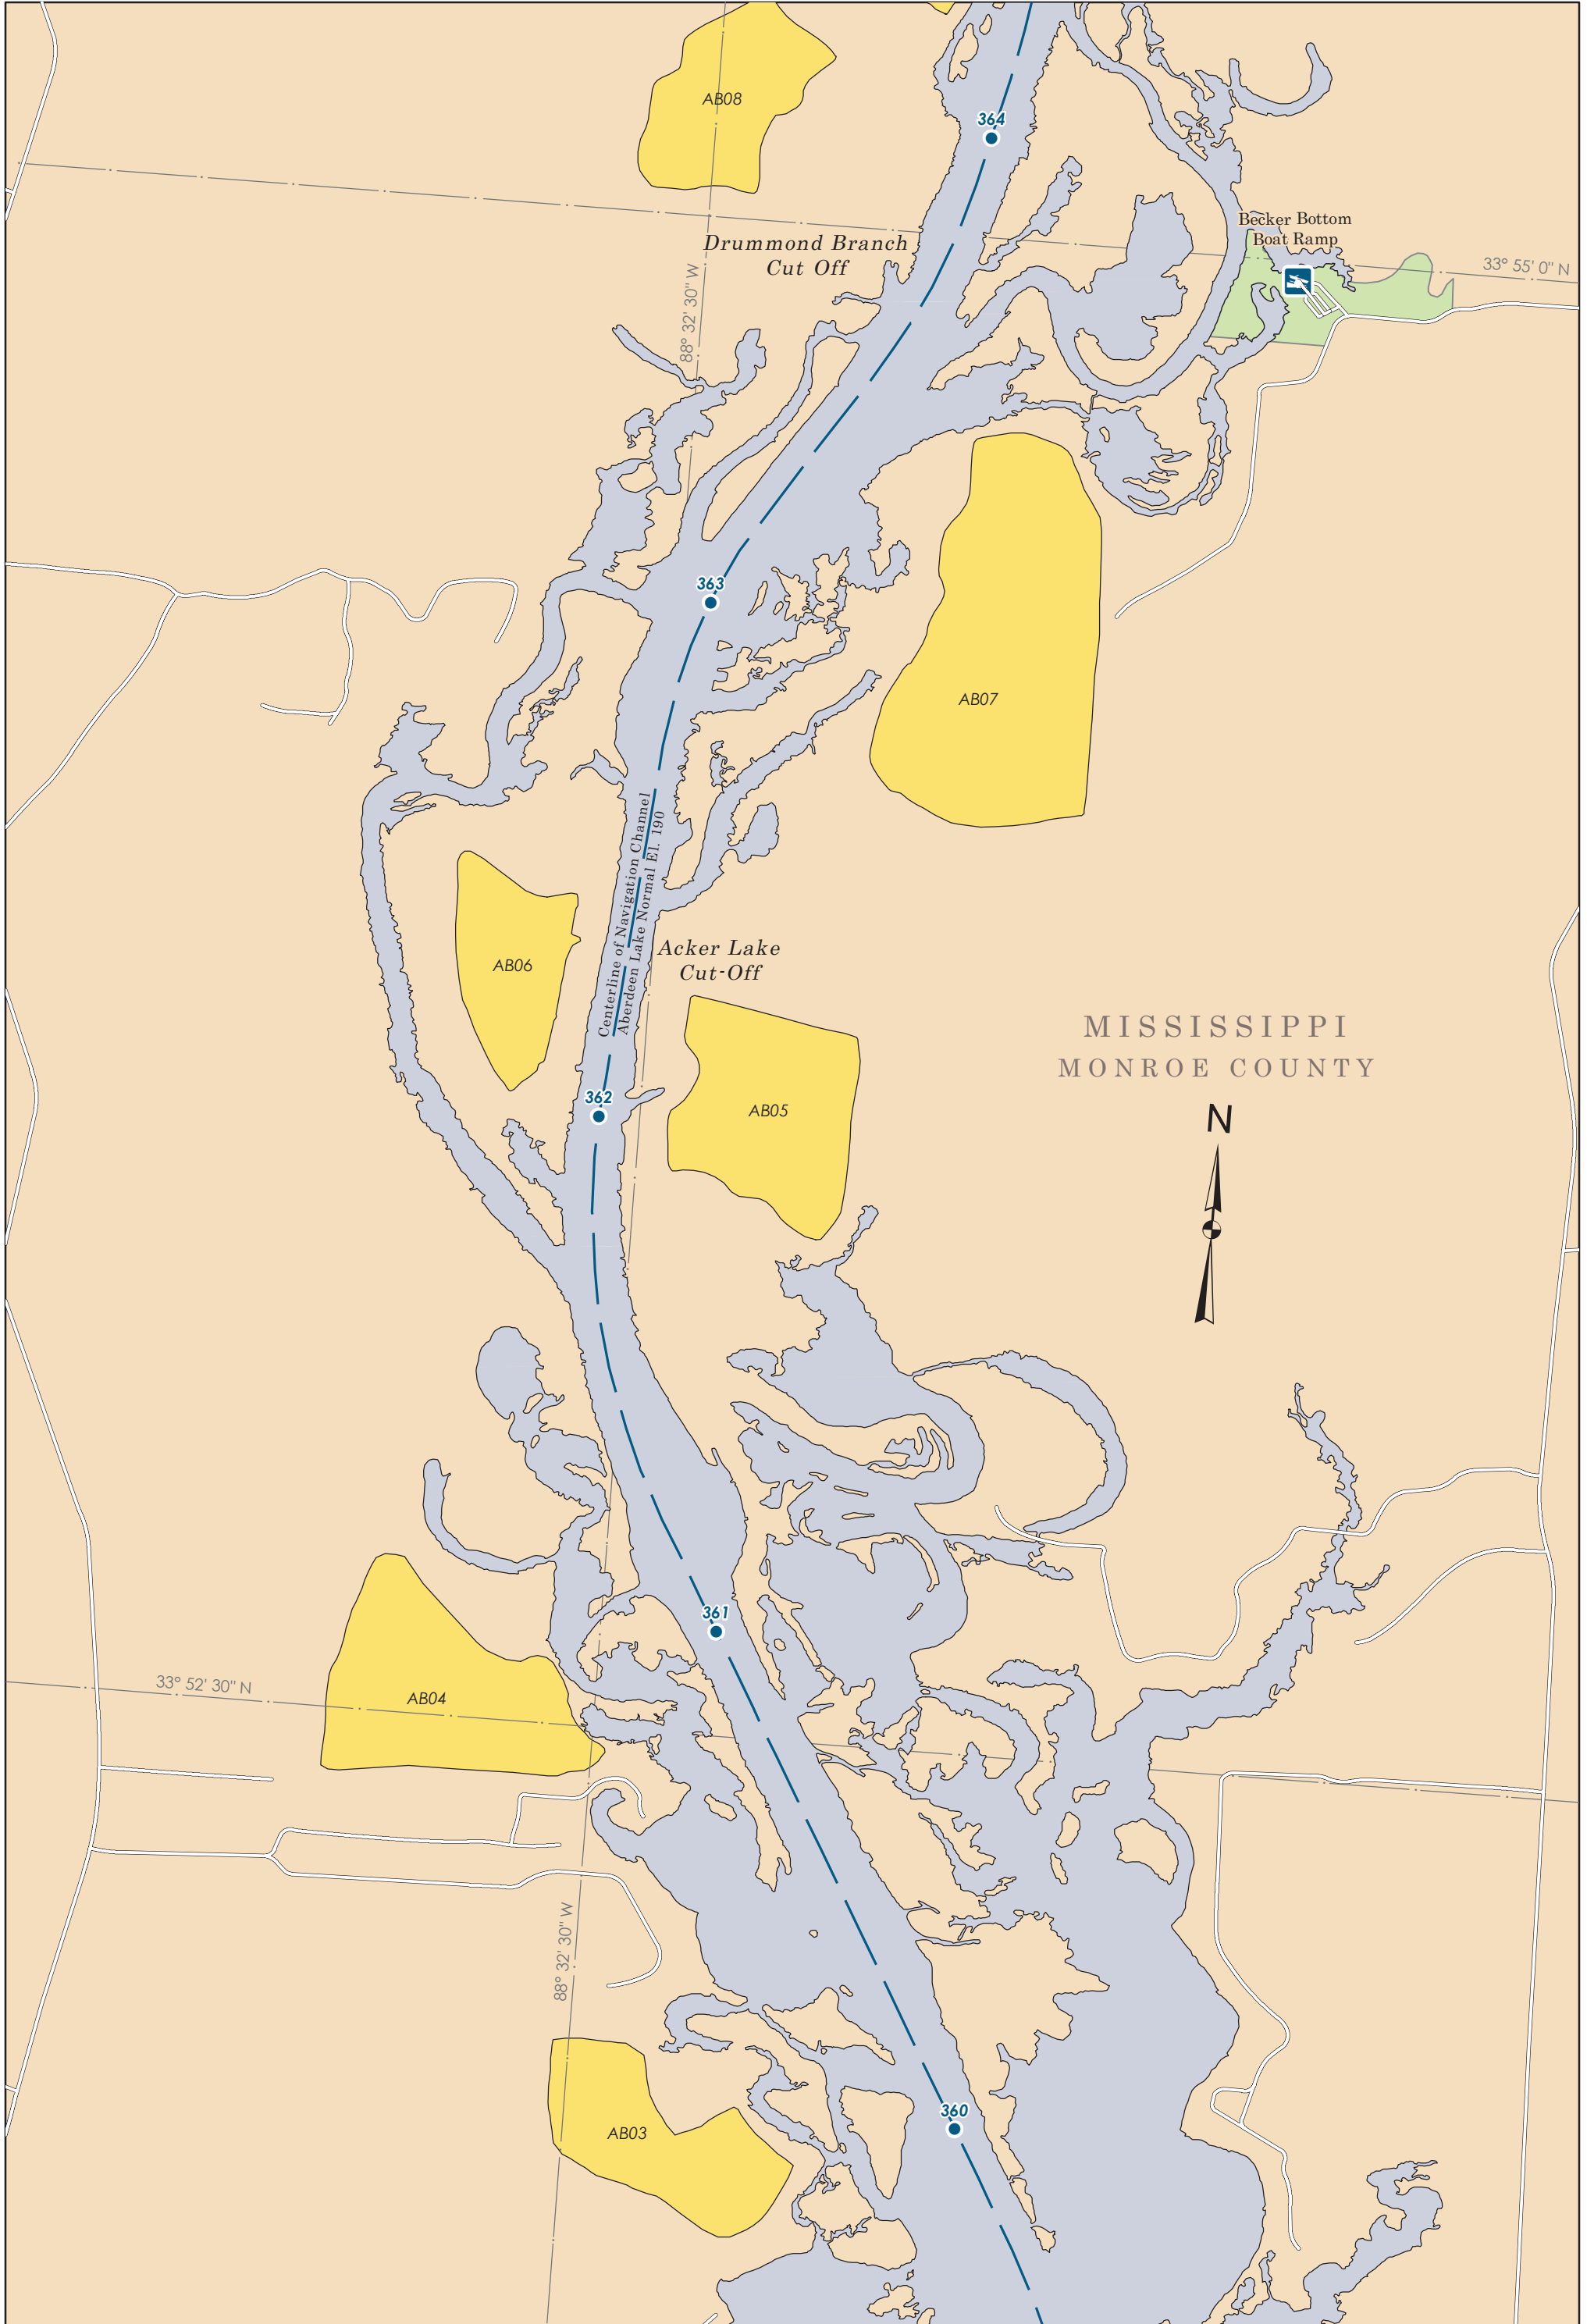 AB08
364
Becker Bottom
Boat Ramp
Drummond Branch
Cut Off
33° 55' 0" N
88° 32' 30" W
363
AB07
Centerline of Navigation Channel
Aberdeen Lake Normal El. 190
Acker Lake
Cut-Off
AB06
MISSISSIPPI
MONROE COUNTY
362
AB05
N
361
33° 52' 30" N
AB04
88° 32' 30" W
360
AB03